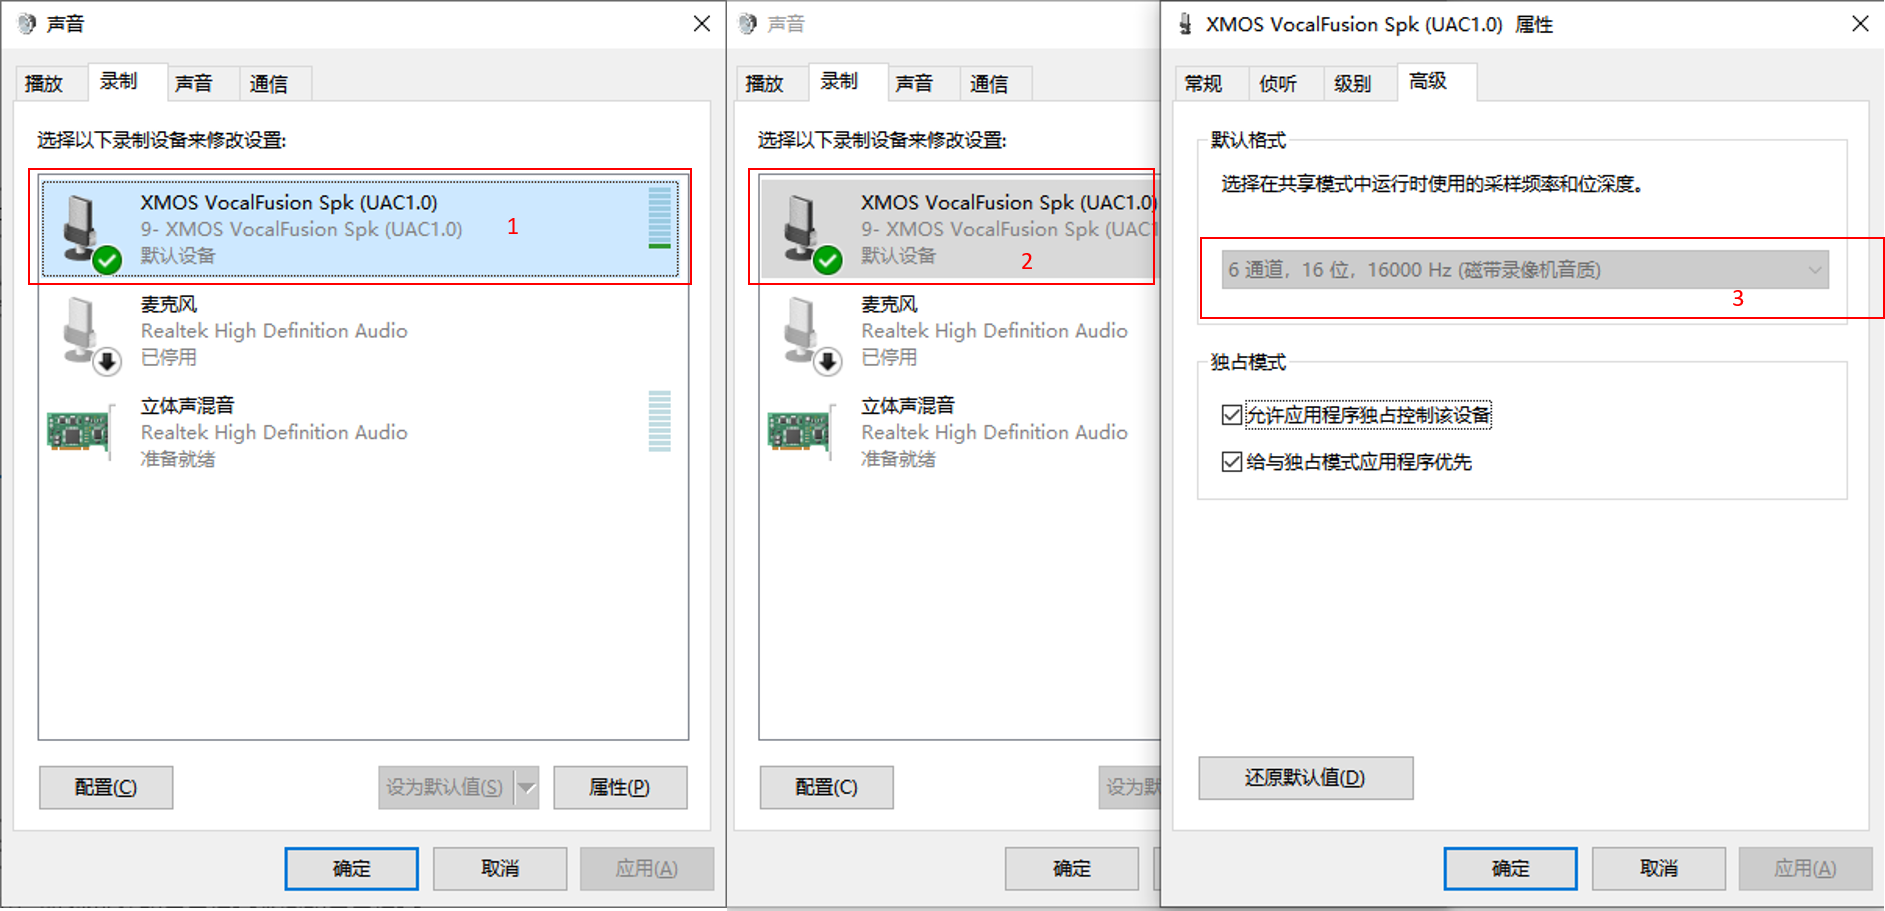 声音
播放
录制
声音
通信
选择以下录制设备来修改设置:
XMOS VocalFusion Spk (UAC1.0)
9- XMOS VocalFusion Spk (UAC1.0)
默认设备
1
麦克风
Realtek High Definition Audio
已停用
立体声混音
Realtek High Definition Audio
准备就绪
配置(C)
设为默认值(S)
属性(P)
确定
取消
应用(A)
声音
播放
录制
声音
通信
选择以下录制设备来修改设置:
XMOS VocalFusion Spk (UAC1.0)
9- XMOS VocalFusion Spk (UAC1
默认设备
2
麦克风
Realtek High Definition Audio
已停用
立体声混音
Realtek High Definition Audio
准备就绪
配置(C)
设为默
确定
XMOS VocalFusion Spk (UAC1.0) 属性
常规
侦听
级别
高级
默认格式
选择在共享模式中运行时使用的采样频率和位深度。
6 通道，16 位，16000 Hz (磁带录像机音质)
3
独占模式
允许应用程序独占控制该设备
给与独占模式应用程序优先
还原默认值(D)
确定
取消
应用(A)